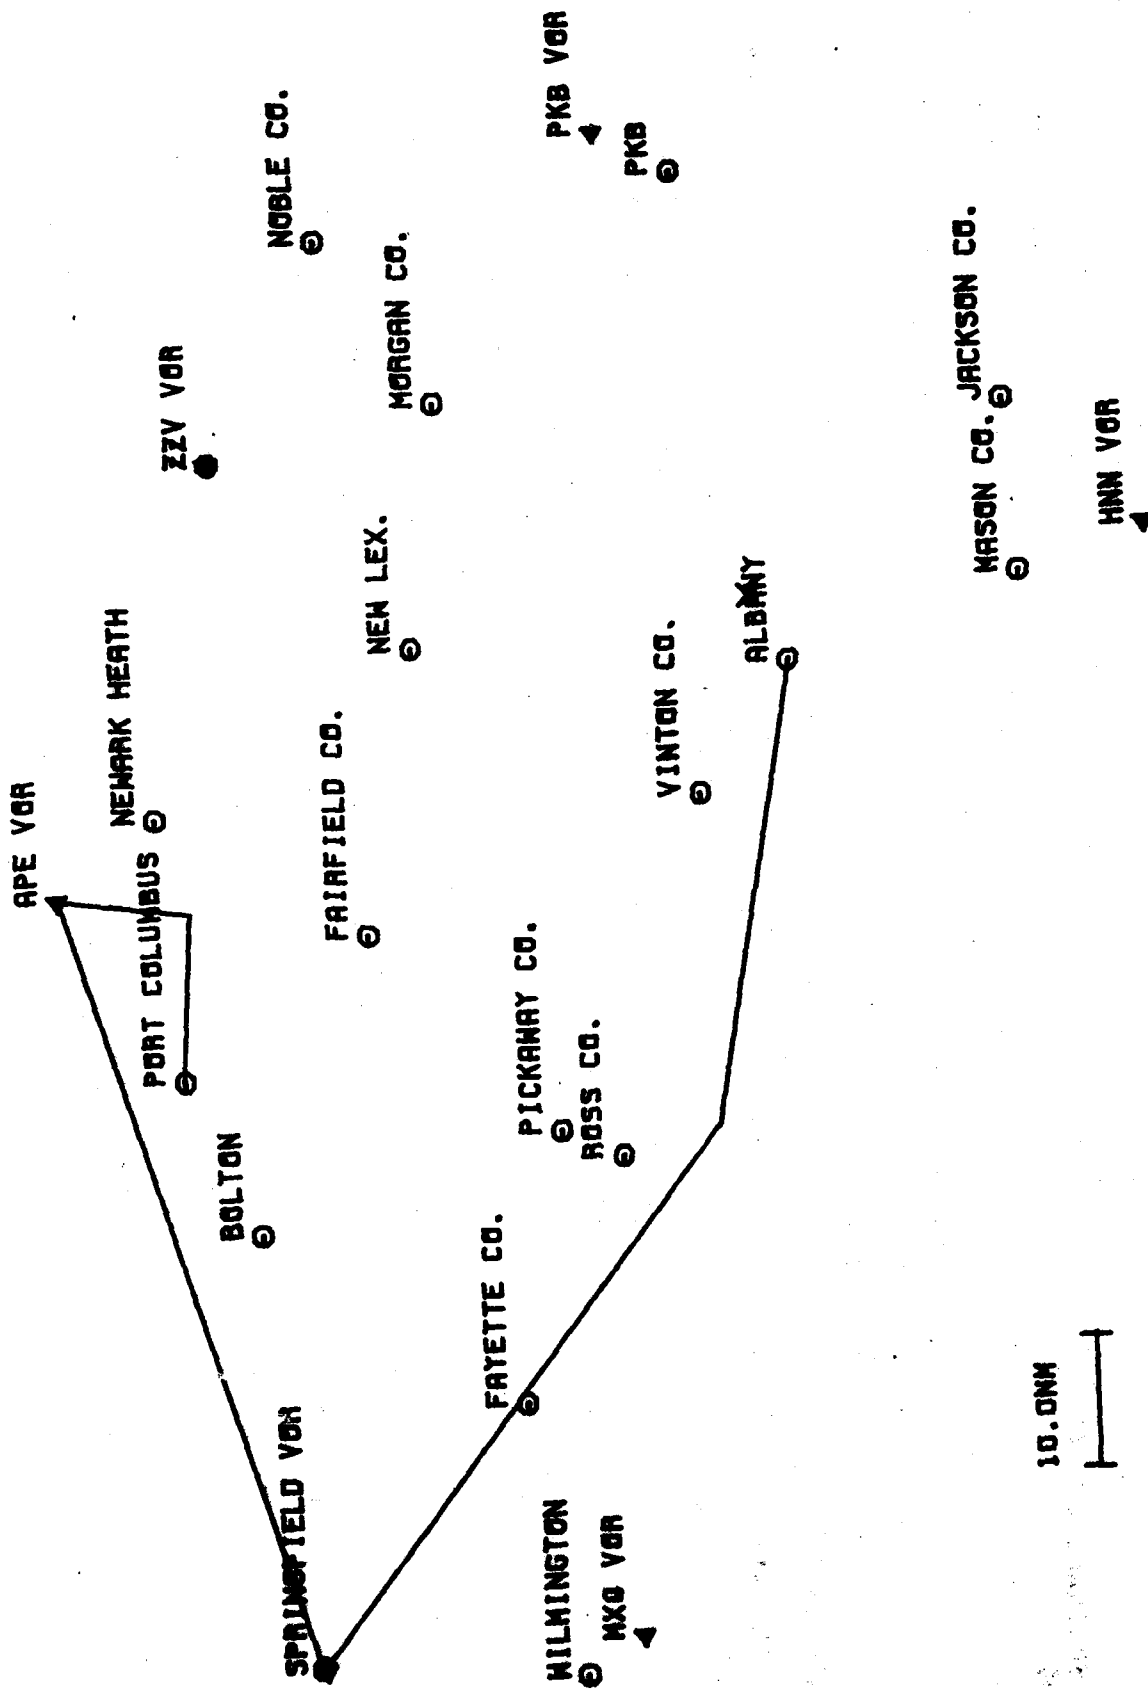 APE VOR
NEWARK HEATH
PORT COLUMBUS
ZZV VOR
BOLTON
NOBLE CO.
SPRINGFIELD VOR
FAIRFIELD CO.
NEW LEX.
MORGAN CO.
FAYETTE CO.
PICKAWAY CO.
PKB VOR
WILMINGTON
ROSS CO.
MXQ VOR
PKB
VINTON CO.
ALBANY
JACKSON CO.
MASON CO.
10.0NM
HNN VOR